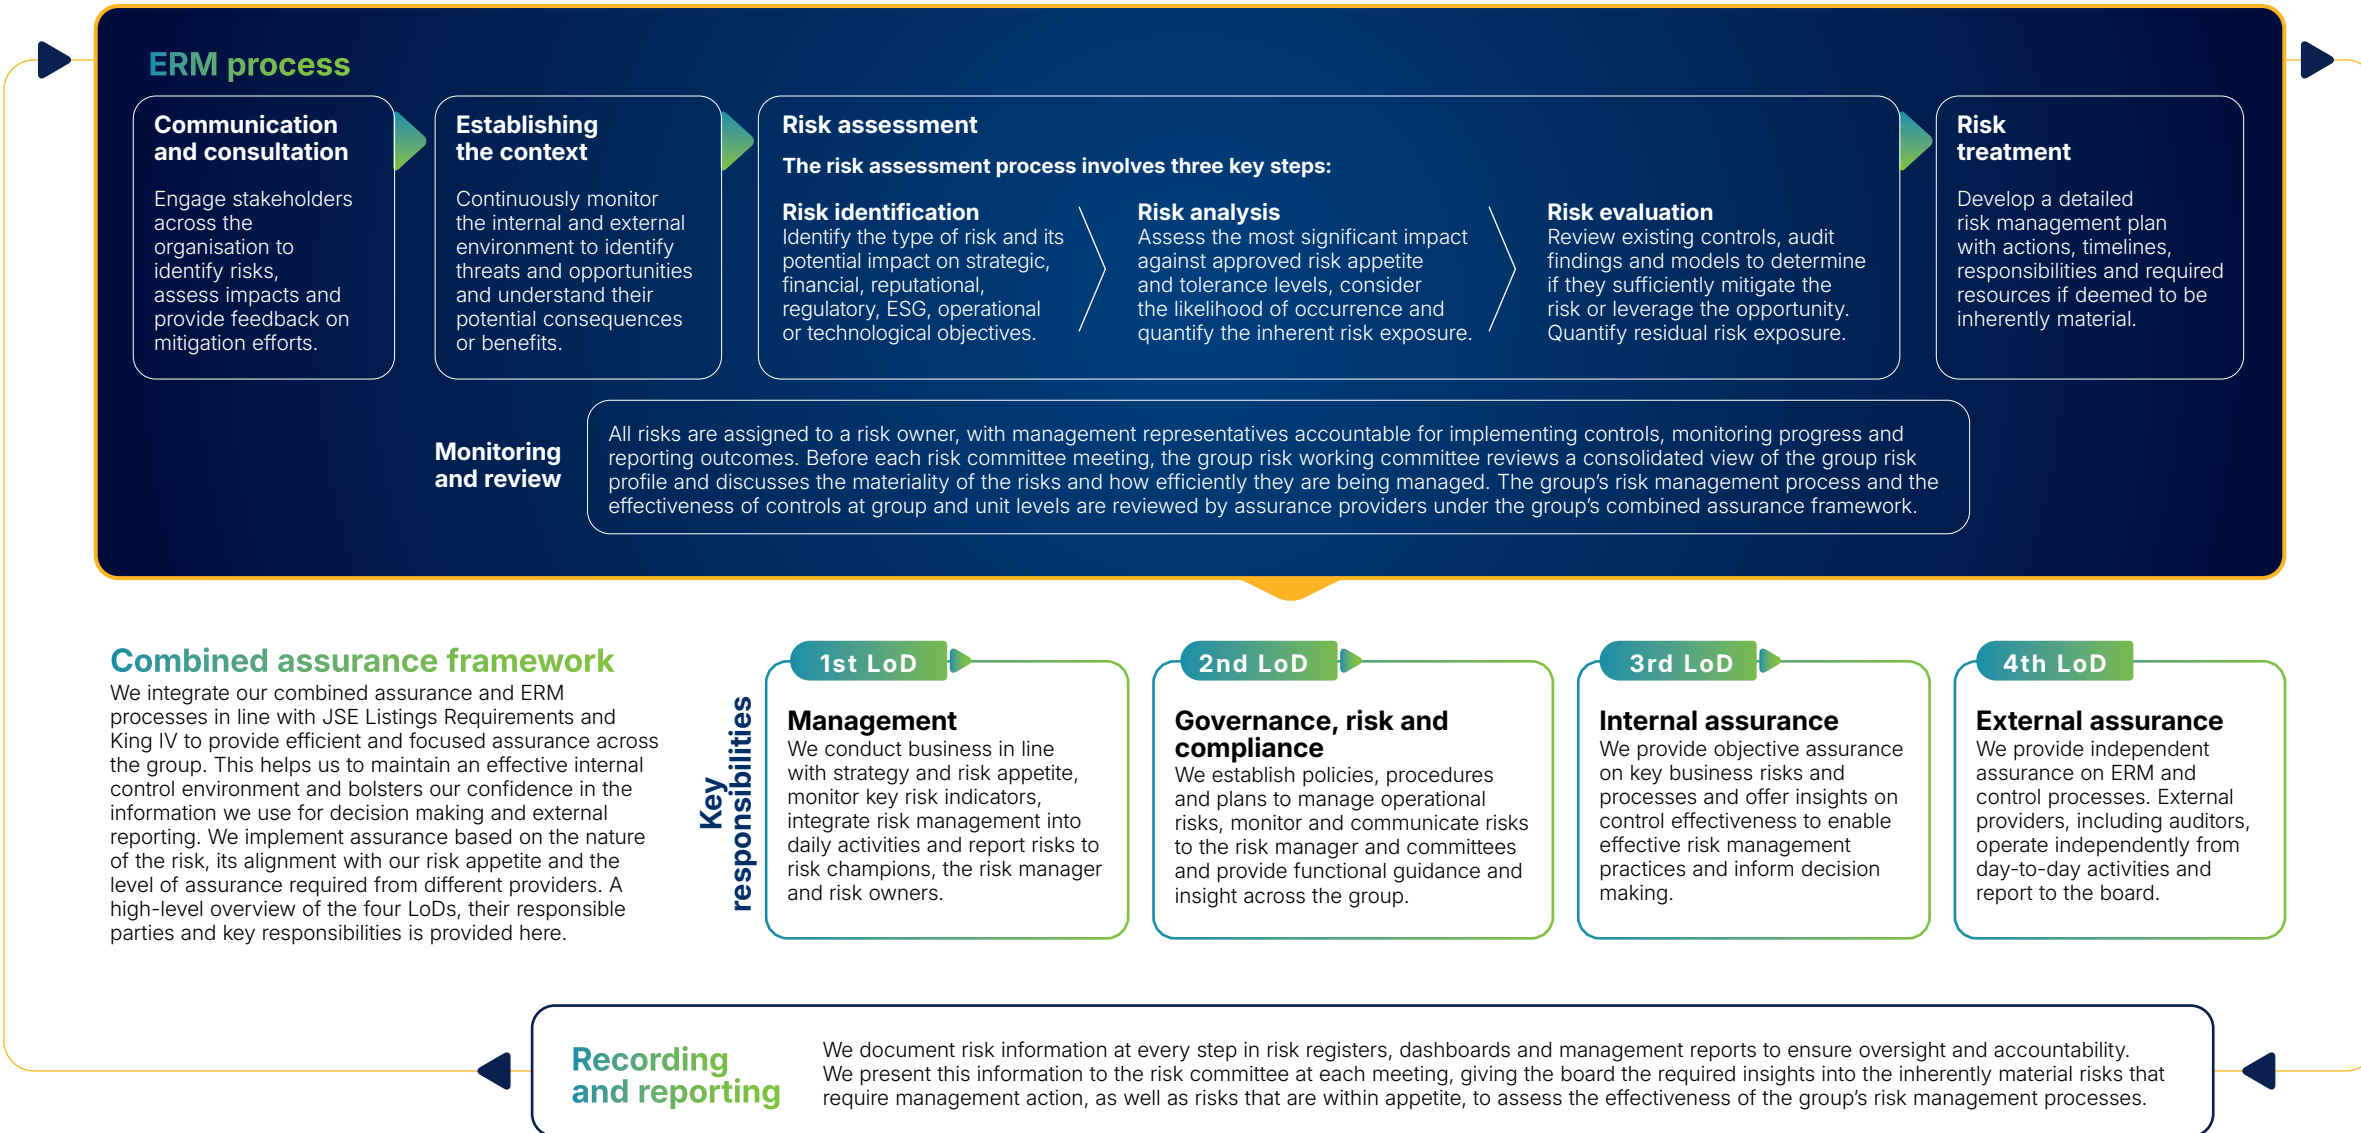 ERM process
Communication
and consultation
Engage stakeholders
across the
organisation to
identify risks,
assess impacts and
provide feedback on
mitigation efforts.
Establishing
the context
Continuously monitor
the internal and external
environment to identify
threats and opportunities
and understand their
potential consequences
or benefits.
Risk assessment
The risk assessment process involves three key steps:
Risk identification
Identify the type of risk and its
potential impact on strategic,
financial, reputational,
regulatory, ESG, operational
or technological objectives.
Risk analysis
Assess the most significant impact
against approved risk appetite
and tolerance levels, consider
the likelihood of occurrence and
quantify the inherent risk exposure.
Risk evaluation
Review existing controls, audit
findings and models to determine
if they sufficiently mitigate the
risk or leverage the opportunity.
Quantify residual risk exposure.
Risk
treatment
Develop a detailed
risk management plan
with actions, timelines,
responsibilities and required
resources if deemed to be
inherently material.
Monitoring
and review
All risks are assigned to a risk owner, with management representatives accountable for implementing controls, monitoring progress and
reporting outcomes. Before each risk committee meeting, the group risk working committee reviews a consolidated view of the group risk
profile and discusses the materiality of the risks and how efficiently they are being managed. The group's risk management process and the
effectiveness of controls at group and unit levels are reviewed by assurance providers under the group's combined assurance framework.
Combined assurance framework
We integrate our combined assurance and ERM
processes in line with JSE Listings Requirements and
King IV to provide efficient and focused assurance across
the group. This helps us to maintain an effective internal
control environment and bolsters our confidence in the
information we use for decision making and external
reporting. We implement assurance based on the nature
of the risk, its alignment with our risk appetite and the
level of assurance required from different providers. A
high-level overview of the four LoDs, their responsible
parties and key responsibilities is provided here.
Key
responsibilities
1st LoD
Management
We conduct business in line
with strategy and risk appetite,
monitor key risk indicators,
integrate risk management into
daily activities and report risks to
risk champions, the risk manager
and risk owners.
2nd LoD
Governance, risk and
compliance
We establish policies, procedures
and plans to manage operational
risks, monitor and communicate risks
to the risk manager and committees
and provide functional guidance and
insight across the group.
3rd LoD
Internal assurance
We provide objective assurance
on key business risks and
processes and offer insights on
control effectiveness to enable
effective risk management
practices and inform decision
making.
4th LoD
External assurance
We provide independent
assurance on ERM and
control processes. External
providers, including auditors,
operate independently from
day-to-day activities and
report to the board.
Recording
and reporting
We document risk information at every step in risk registers, dashboards and management reports to ensure oversight and accountability.
We present this information to the risk committee at each meeting, giving the board the required insights into the inherently material risks that
require management action, as well as risks that are within appetite, to assess the effectiveness of the group's risk management processes.